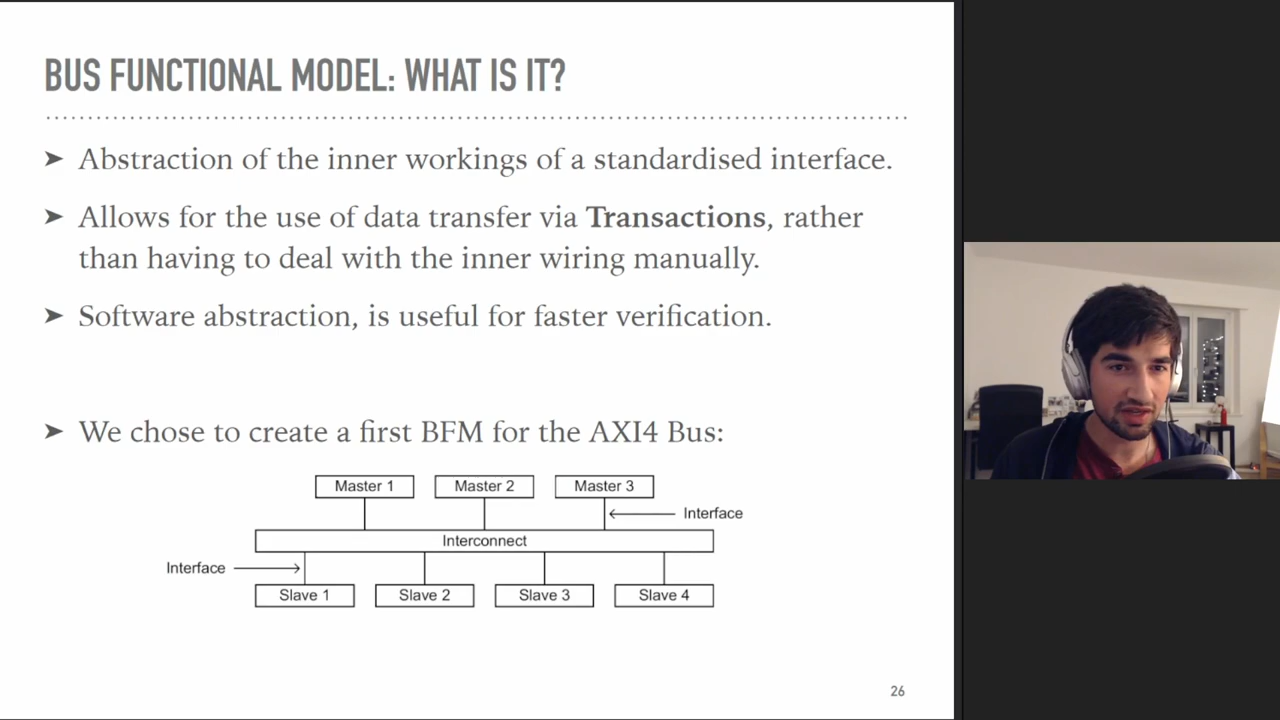 BUS FUNCTIONAL MODEL: WHAT IS IT?
➤ Abstraction of the inner workings of a standardised interface.
➤ Allows for the use of data transfer via Transactions, rather
than having to deal with the inner wiring manually.
➤ Software abstraction, is useful for faster verification.
➤ We chose to create a first BFM for the AXI4 Bus:
Master 1 Master 2 Master 3
Interface
Interconnect
Interface
Slave 1 Slave 2 Slave 3 Slave 4
26